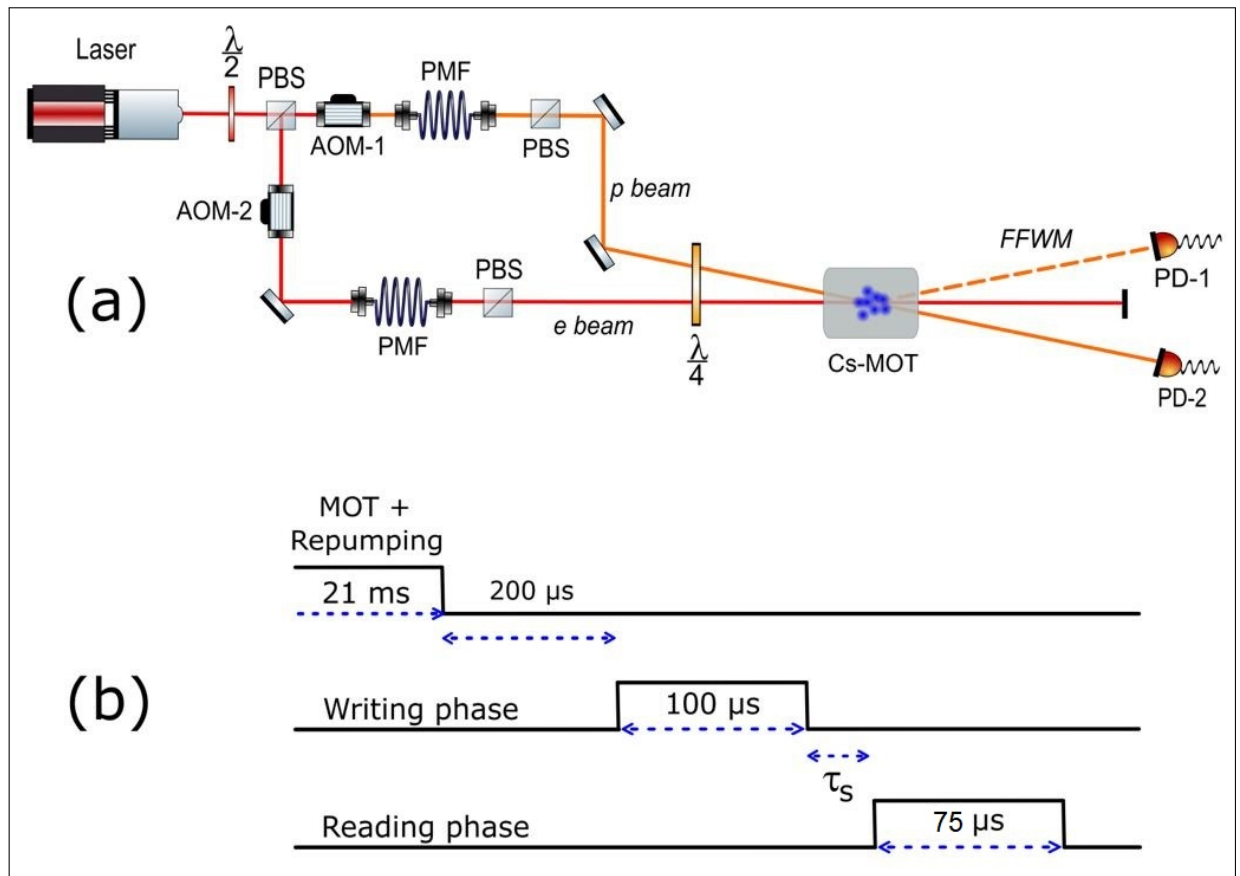 Laser
λ
2
PBS
AOM-1
PMF
PBS
p beam
AOM-2
(a)
PMF
PBS
e beam
λ
4
Cs-MOT
FFWM
PD-1
PD-2
MOT +
Repumping
21 ms
200 μs
(b)
Writing phase
100 μs
τs
Reading phase
75 μs